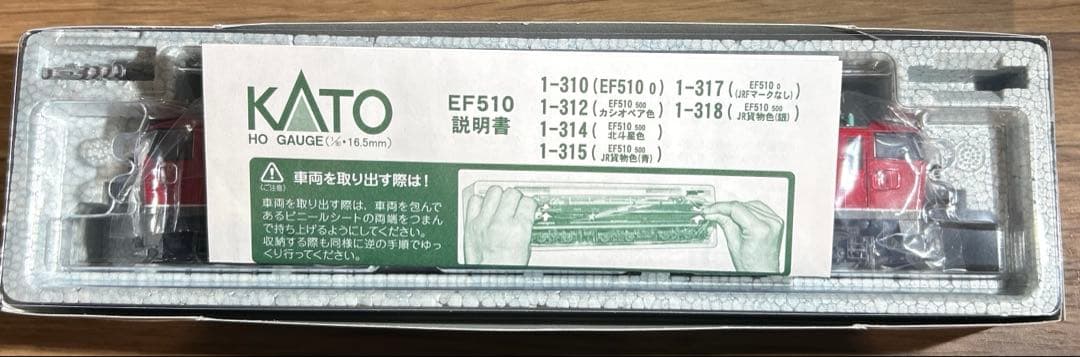 KATO
HO GAUGE(1/80・16.5mm)
EF510
説明書
1-310(EF510 0)
1-312(EF510 500 カシオペア色)
1-314(EF510 500 北斗星色)
1-315(EF510 500 JR貨物色(青))
1-317(EF510 0 (JRFマークなし))
1-318(EF510 500 JR貨物色(銀))
(ご注意)
車両を取り出す際は!
車両を取り出す際は、車両を包んで
あるビニールシートの両端をつまん
で持ち上げるようにしてください。
収納する際も同様に逆の手順でゆっ
くり行ってください。